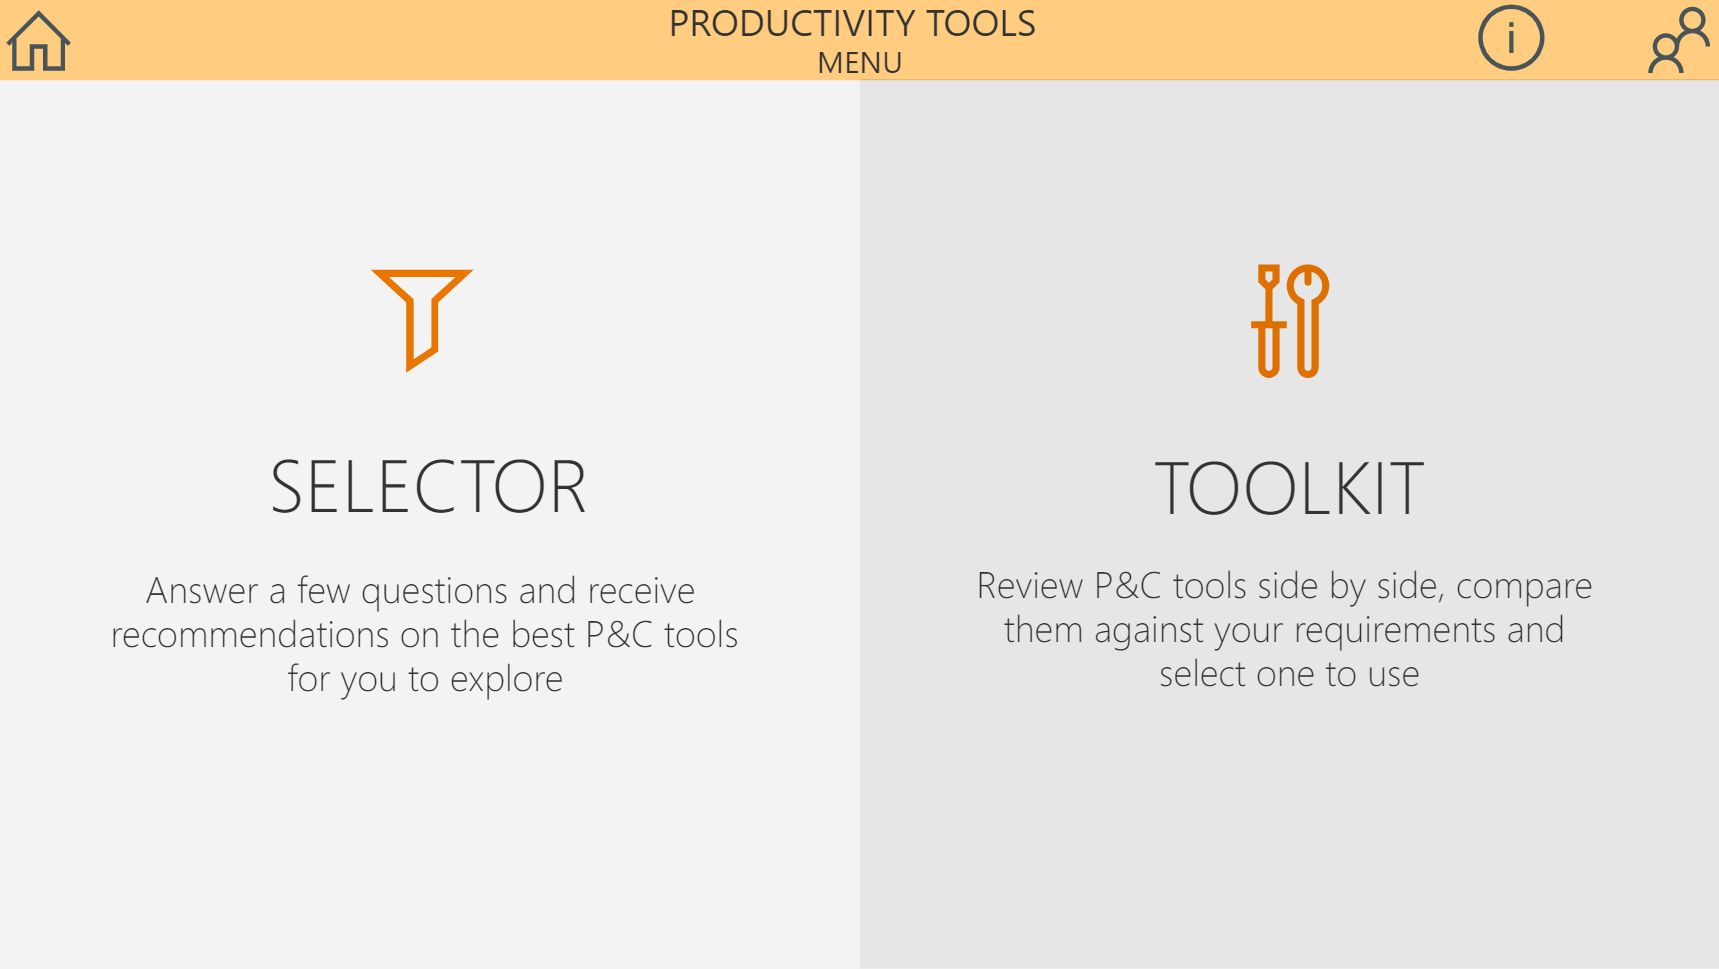 PRODUCTIVITY TOOLS
MENU
i
SELECTOR
Answer a few questions and receive
recommendations on the best P&C tools
for you to explore
TOOLKIT
Review P&C tools side by side, compare
them against your requirements and
select one to use